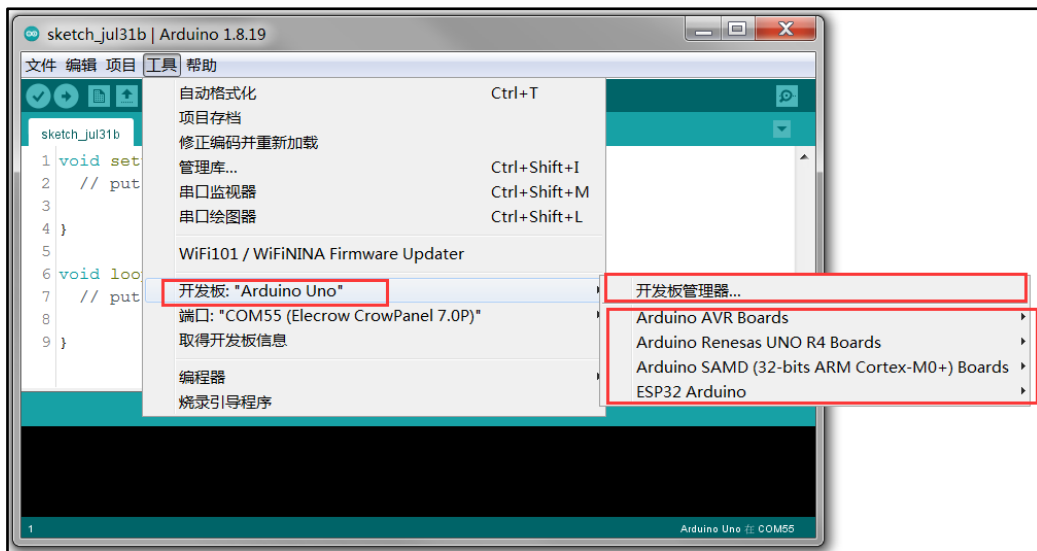 sketch_jul31b | Arduino 1.8.19
文件 编辑 项目 工具 帮助
自动格式化 Ctrl+T
项目存档
sketch_jul31b
修正编码并重新加载
1 void set
管理库... Ctrl+Shift+I
2 // put
串口监视器 Ctrl+Shift+M
3
串口绘图器 Ctrl+Shift+L
4 }
5
WiFi101 / WiFiNINA Firmware Updater
6 void loo
开发板: "Arduino Uno"
开发板管理器...
7 // put
端口: "COM55 (Elecrow CrowPanel 7.0P)"
Arduino AVR Boards
8
取得开发板信息
Arduino Renesas UNO R4 Boards
9 }
Arduino SAMD (32-bits ARM Cortex-M0+) Boards
编程器
ESP32 Arduino
烧录引导程序
1
Arduino Uno 在 COM55